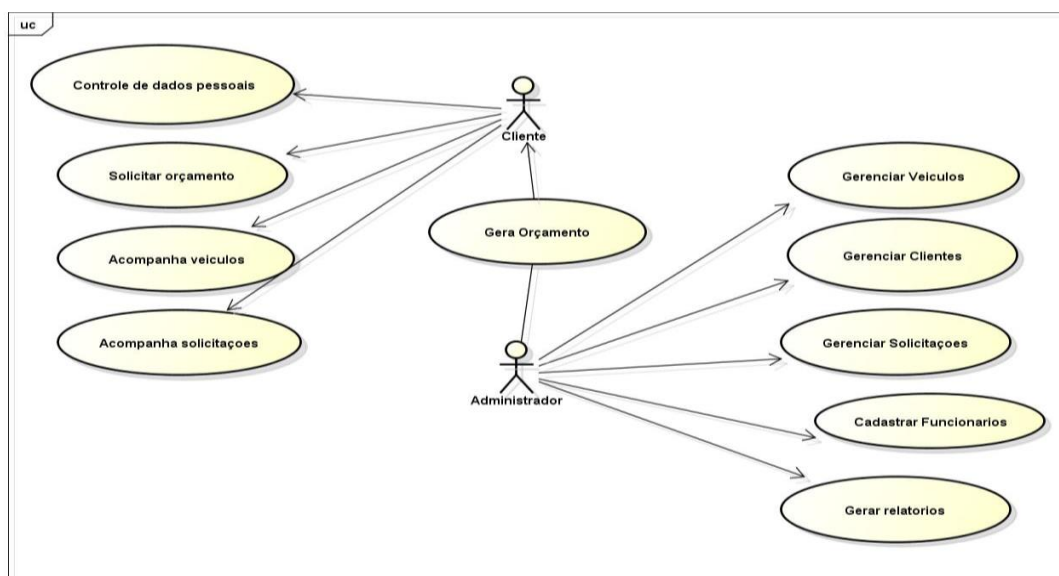 uc
Controle de dados pessoais
Cliente
Solicitar orçamento
Gerenciar Veiculos
Gera Orçamento
Acompanha veiculos
Gerenciar Clientes
Acompanha solicitaçoes
Gerenciar Solicitaçoes
Administrador
Cadastrar Funcionarios
Gerar relatorios